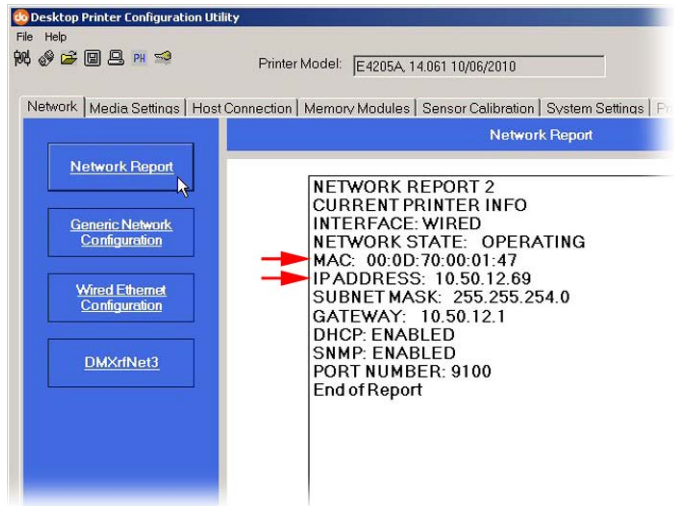 Desktop Printer Configuration Utility
File Help
PH
Printer Model: E4205A, 14.061 10/06/2010
Network Media Settings Host Connection Memory Modules Sensor Calibration System Settings
Network Report
Network Report
Generic Network
Configuration
Wired Ethernet
Configuration
DMXrfNet3
NETWORK REPORT 2
CURRENT PRINTER INFO
INTERFACE: WIRED
NETWORK STATE: OPERATING
MAC: 00:0D:70:00:01:47
IP ADDRESS: 10.50.12.69
SUBNET MASK: 255.255.254.0
GATEWAY: 10.50.12.1
DHCP: ENABLED
SNMP: ENABLED
PORT NUMBER: 9100
End of Report